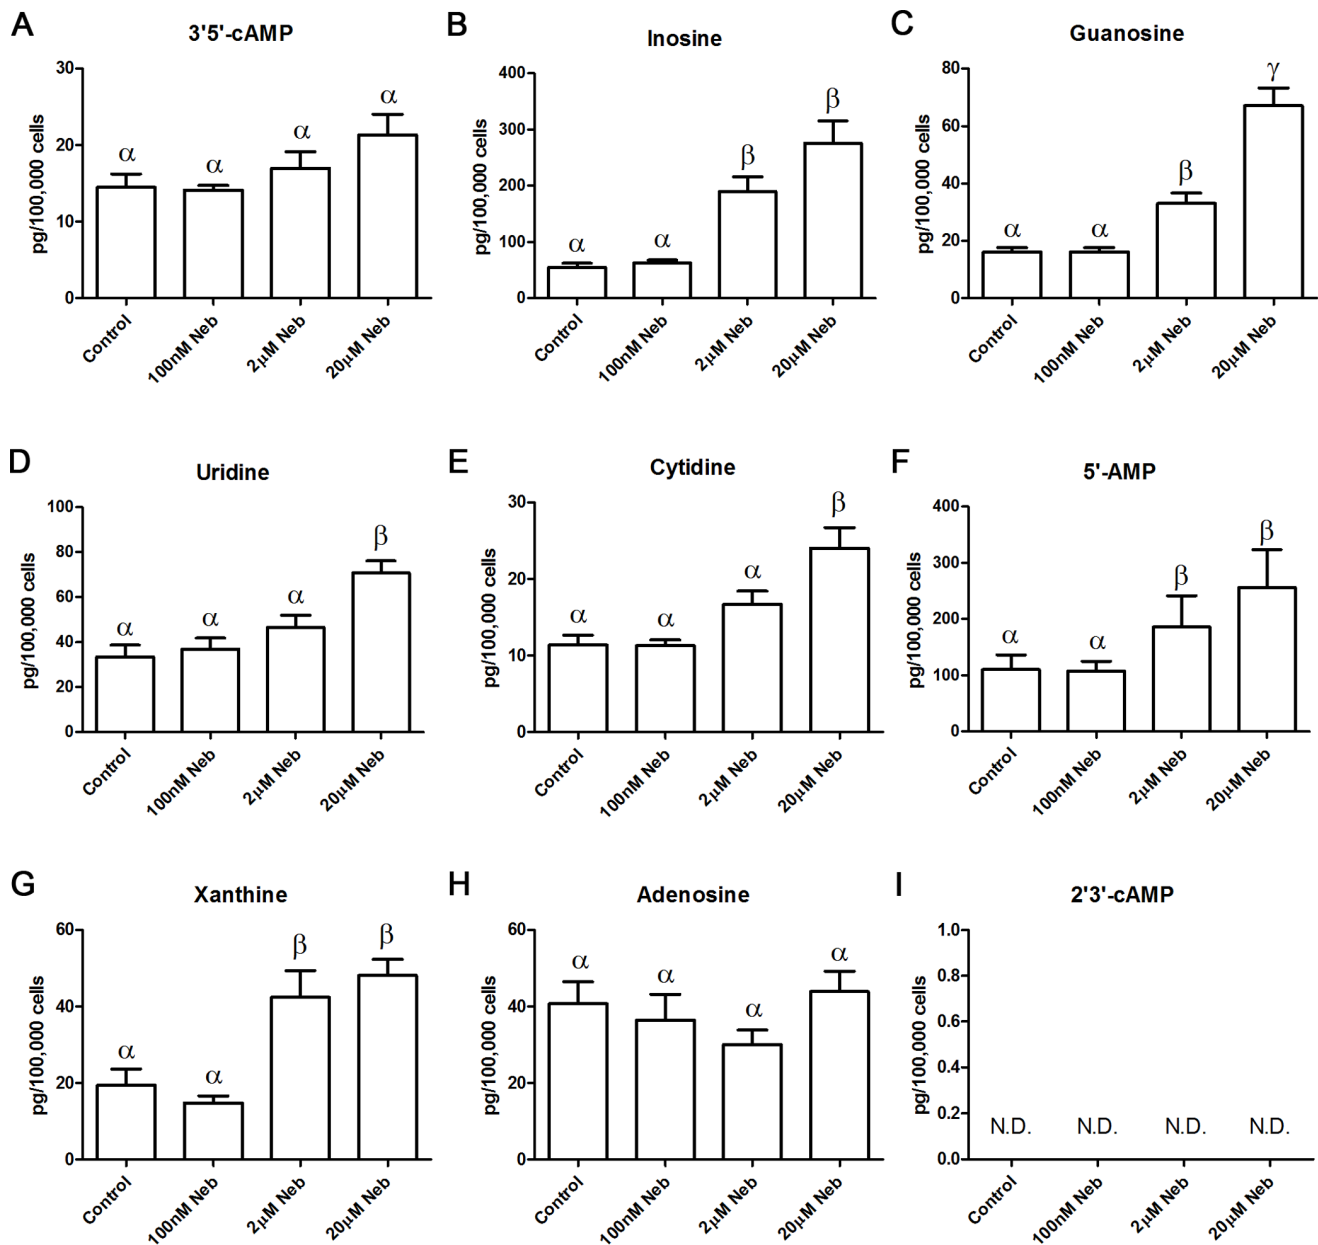 A
3'5'-cAMP
pg/100,000 cells
30
20
10
0
α
α
α
α
Control
100nM Neb
2μM Neb
20μM Neb
B
Inosine
pg/100,000 cells
400
300
200
100
0
α
α
β
β
Control
100nM Neb
2μM Neb
20μM Neb
C
Guanosine
pg/100,000 cells
80
60
40
20
0
α
α
β
γ
Control
100nM Neb
2μM Neb
20μM Neb
D
Uridine
pg/100,000 cells
100
80
60
40
20
0
α
α
α
β
Control
100nM Neb
2μM Neb
20μM Neb
E
Cytidine
pg/100,000 cells
30
20
10
0
α
α
α
β
Control
100nM Neb
2μM Neb
20μM Neb
F
5'-AMP
pg/100,000 cells
400
300
200
100
0
α
α
β
β
Control
100nM Neb
2μM Neb
20μM Neb
G
Xanthine
pg/100,000 cells
60
40
20
0
α
α
β
β
Control
100nM Neb
2μM Neb
20μM Neb
H
Adenosine
pg/100,000 cells
60
40
20
0
α
α
α
α
Control
100nM Neb
2μM Neb
20μM Neb
I
2'3'-cAMP
pg/100,000 cells
1.0
0.8
0.6
0.4
0.2
0.0
N.D.
N.D.
N.D.
N.D.
Control
100nM Neb
2μM Neb
20μM Neb